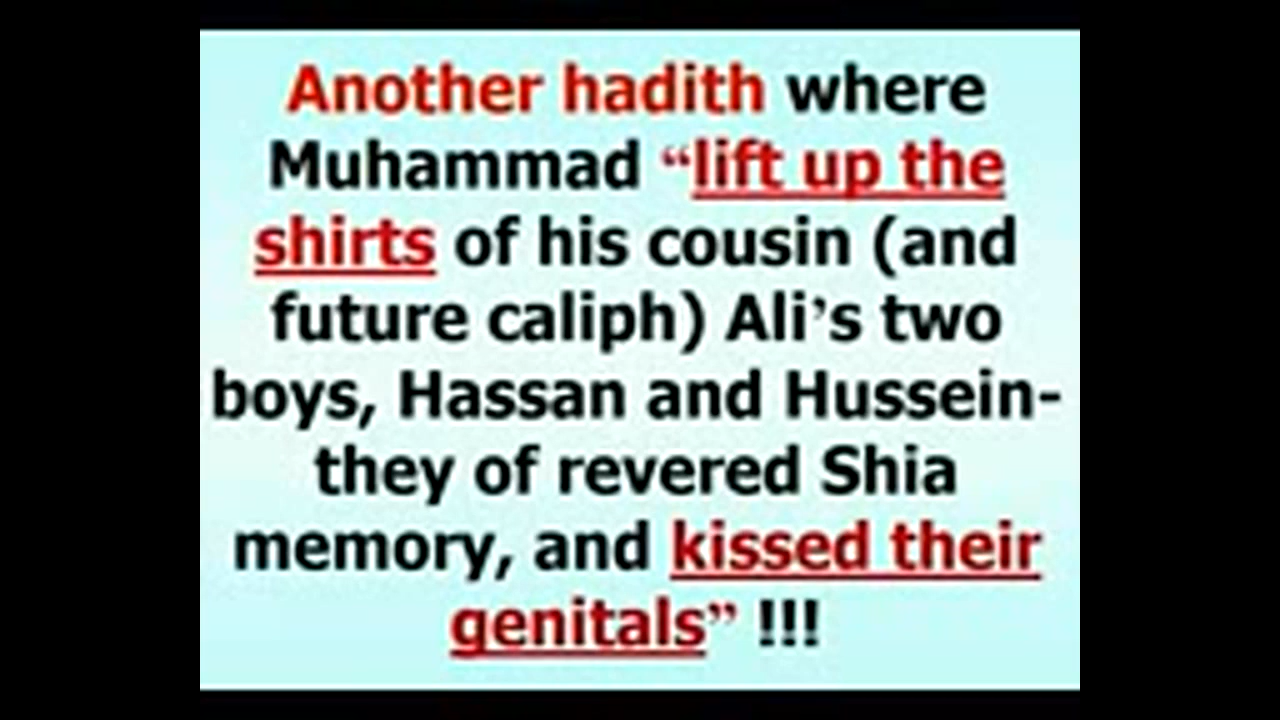 Another hadith where
Muhammad “lift up the
shirts of his cousin (and
future caliph) Ali’s two
boys, Hassan and Hussein-
they of revered Shia
memory, and kissed their
genitals” !!!